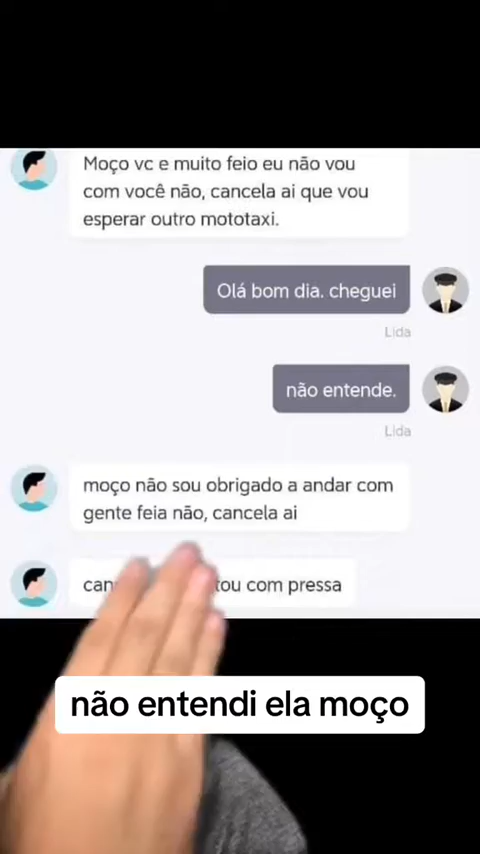 Moço vc e muito feio eu não vou
com você não, cancela ai que vou
esperar outro mototaxi.
Olá bom dia. cheguei
Lida
não entende.
Lida
moço não sou obrigado a andar com
gente feia não, cancela ai
com pressa
não entendi ela moço